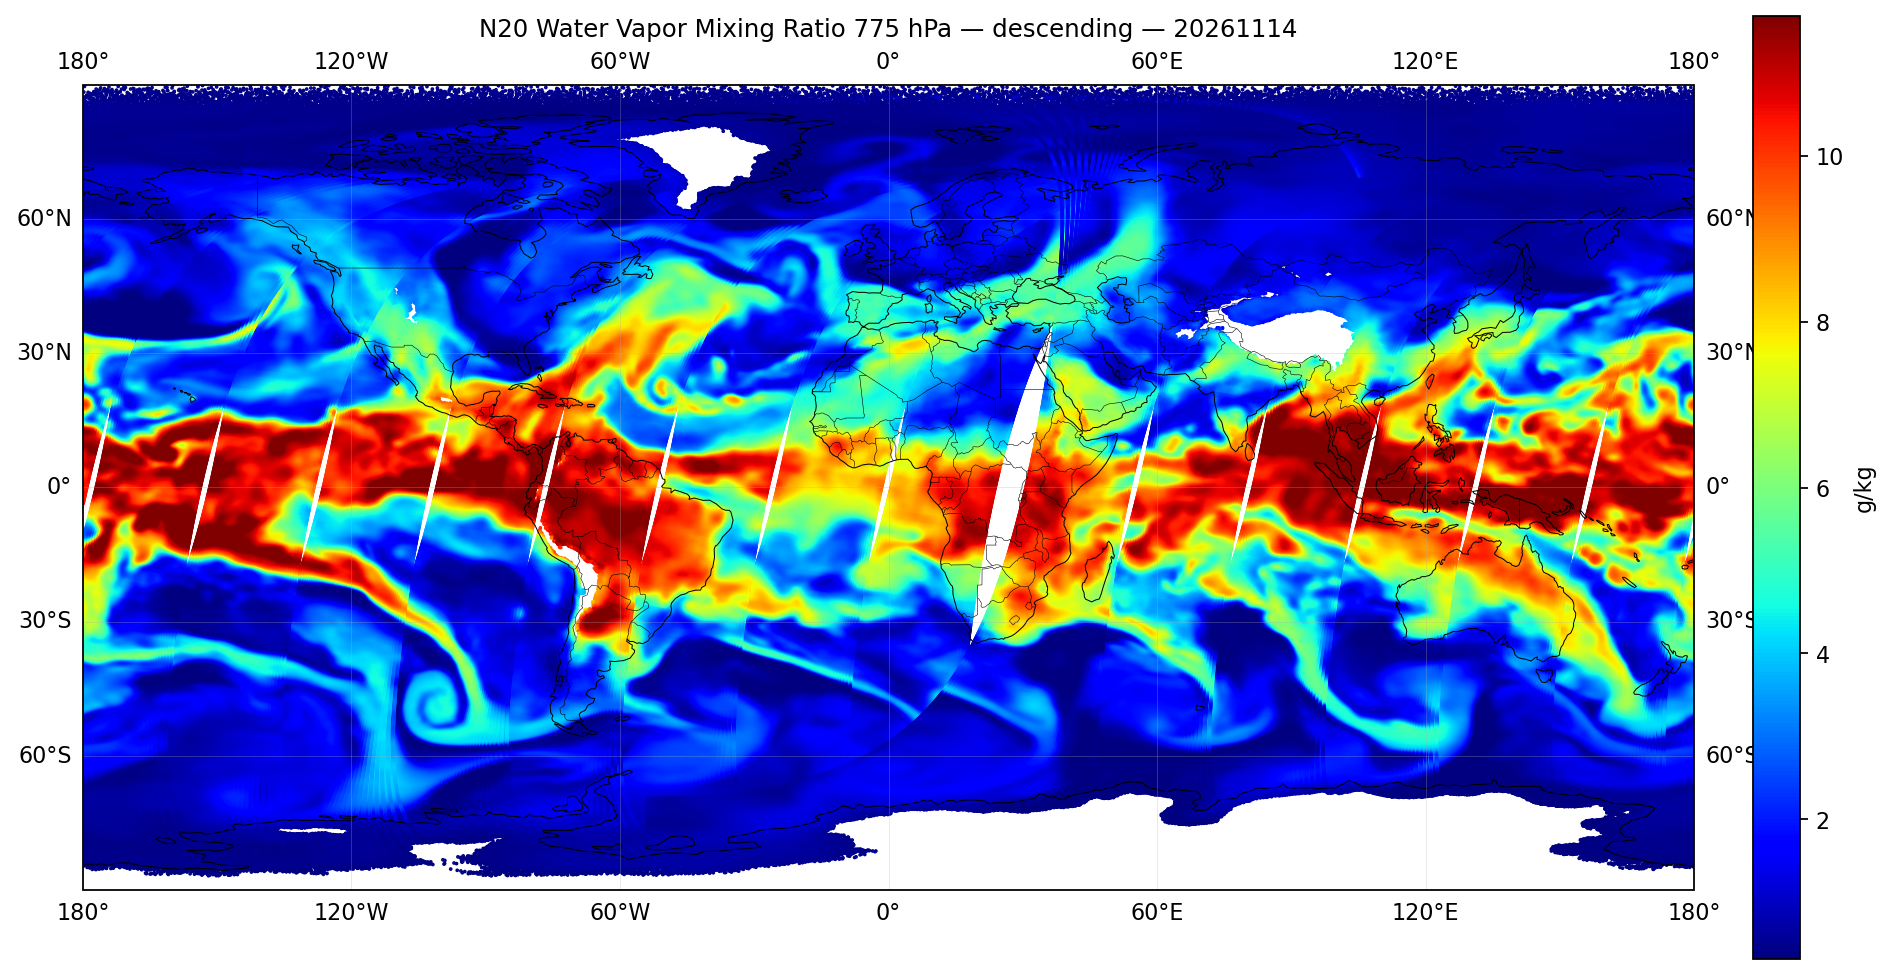 N20 Water Vapor Mixing Ratio 775 hPa — descending — 20261114
180° 120°W 60°W 0° 60°E 120°E 180°
60°N 60°N
30°N 30°N
0° 0°
30°S 30°S
60°S 60°S
180° 120°W 60°W 0° 60°E 120°E 180°
10
8
6
4
2
g/kg